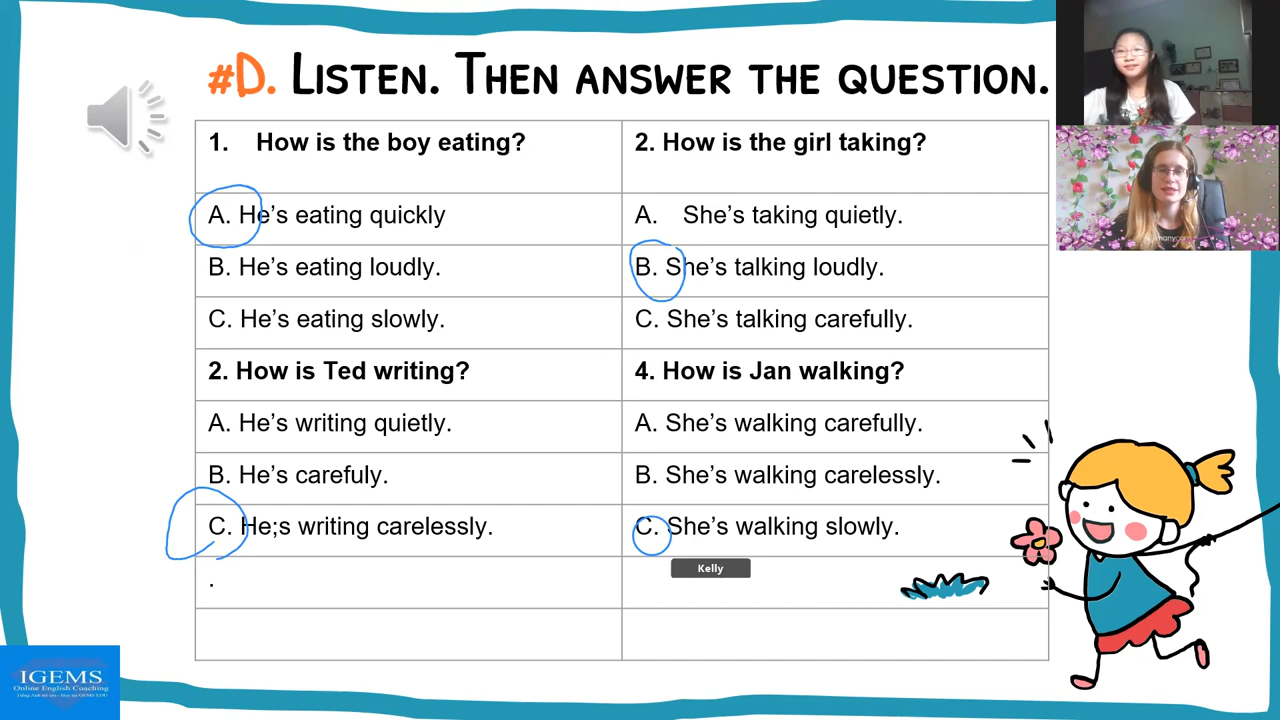 #D. LISTEN. THEN ANSWER THE QUESTION.
1. How is the boy eating?
2. How is the girl taking?
A. He's eating quickly
A. She's taking quietly.
B. He's eating loudly.
B. She's talking loudly.
C. He's eating slowly.
C. She's talking carefully.
2. How is Ted writing?
4. How is Jan walking?
A. He's writing quietly.
A. She's walking carefully.
B. He's carefuly.
B. She's walking carelessly.
C. He;s writing carelessly.
C. She's walking slowly.
Kelly
.
IGEMS
Online English Coaching